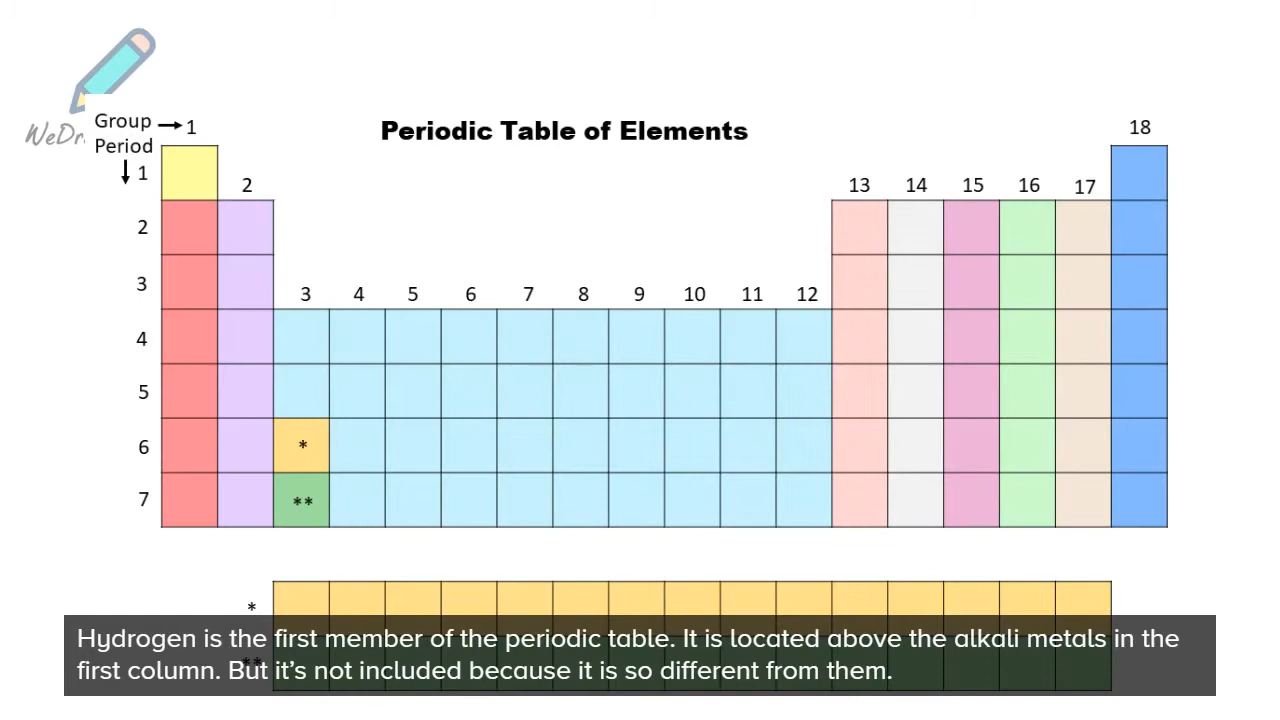 WeDr
Group → 1
Periodic Table of Elements
18
Period
↓ 1
2
13 14 15 16 17
2
3
3 4 5 6 7 8 9 10 11 12
4
5
6 *
7 **
*
**
Hydrogen is the first member of the periodic table. It is located above the alkali metals in the
first column. But it’s not included because it is so different from them.